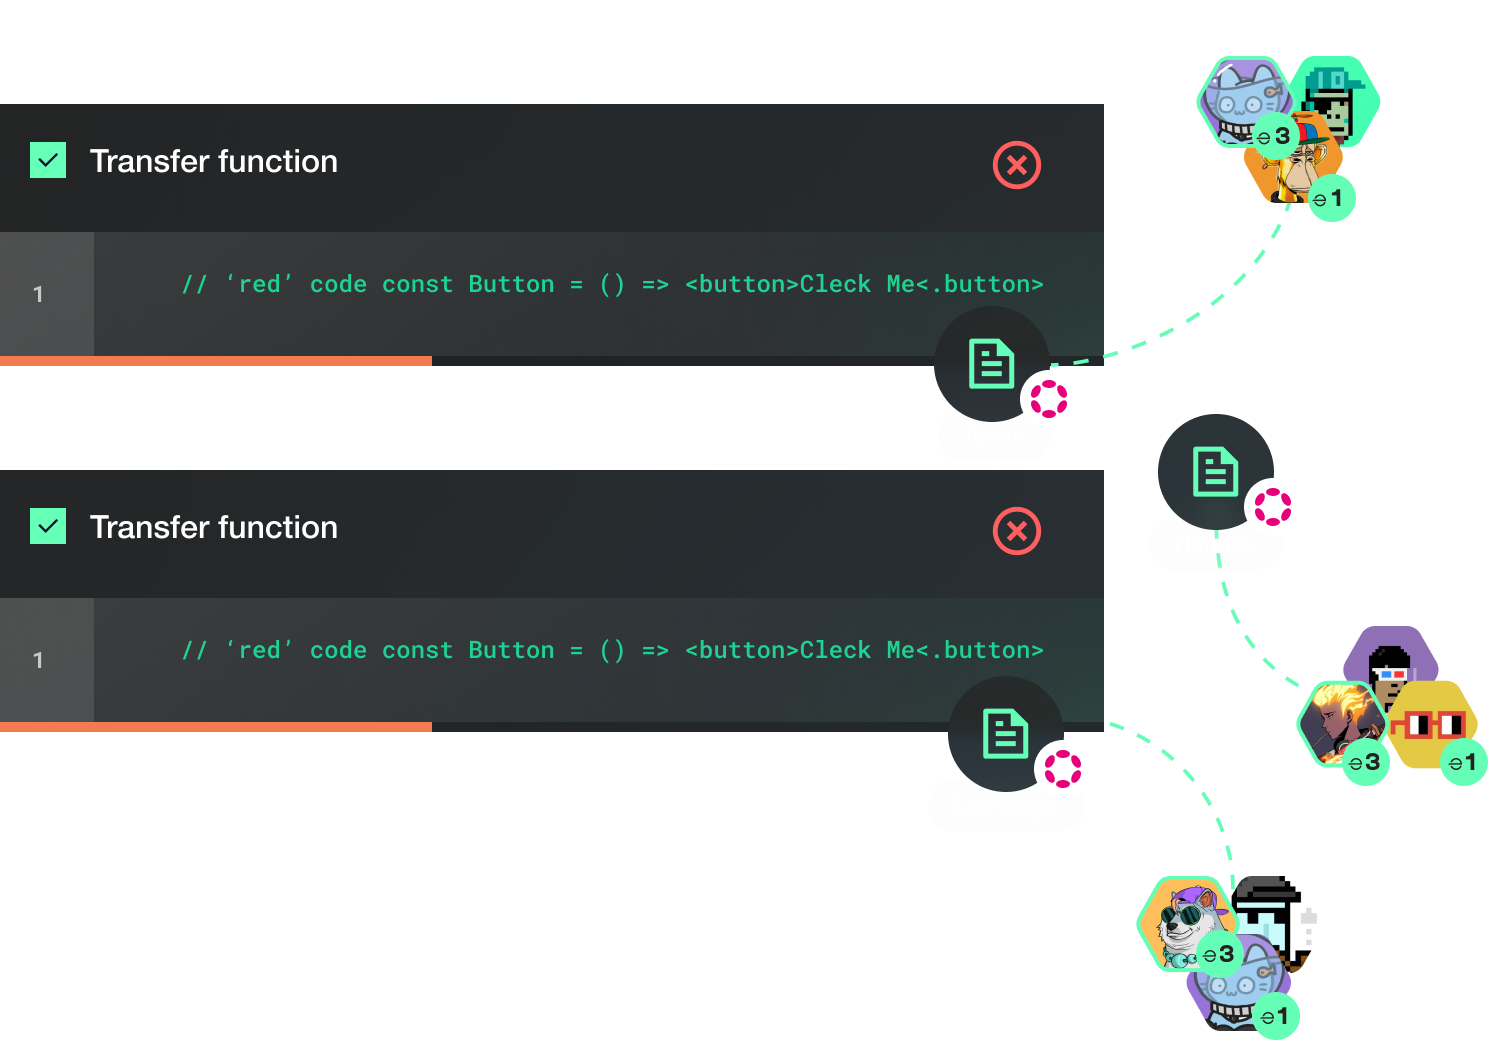 Transfer function
1
// ‘red’ code const Button = () => <button>Cleck Me<.button>
3
1
Transfer function
1
// ‘red’ code const Button = () => <button>Cleck Me<.button>
3
1
3
1